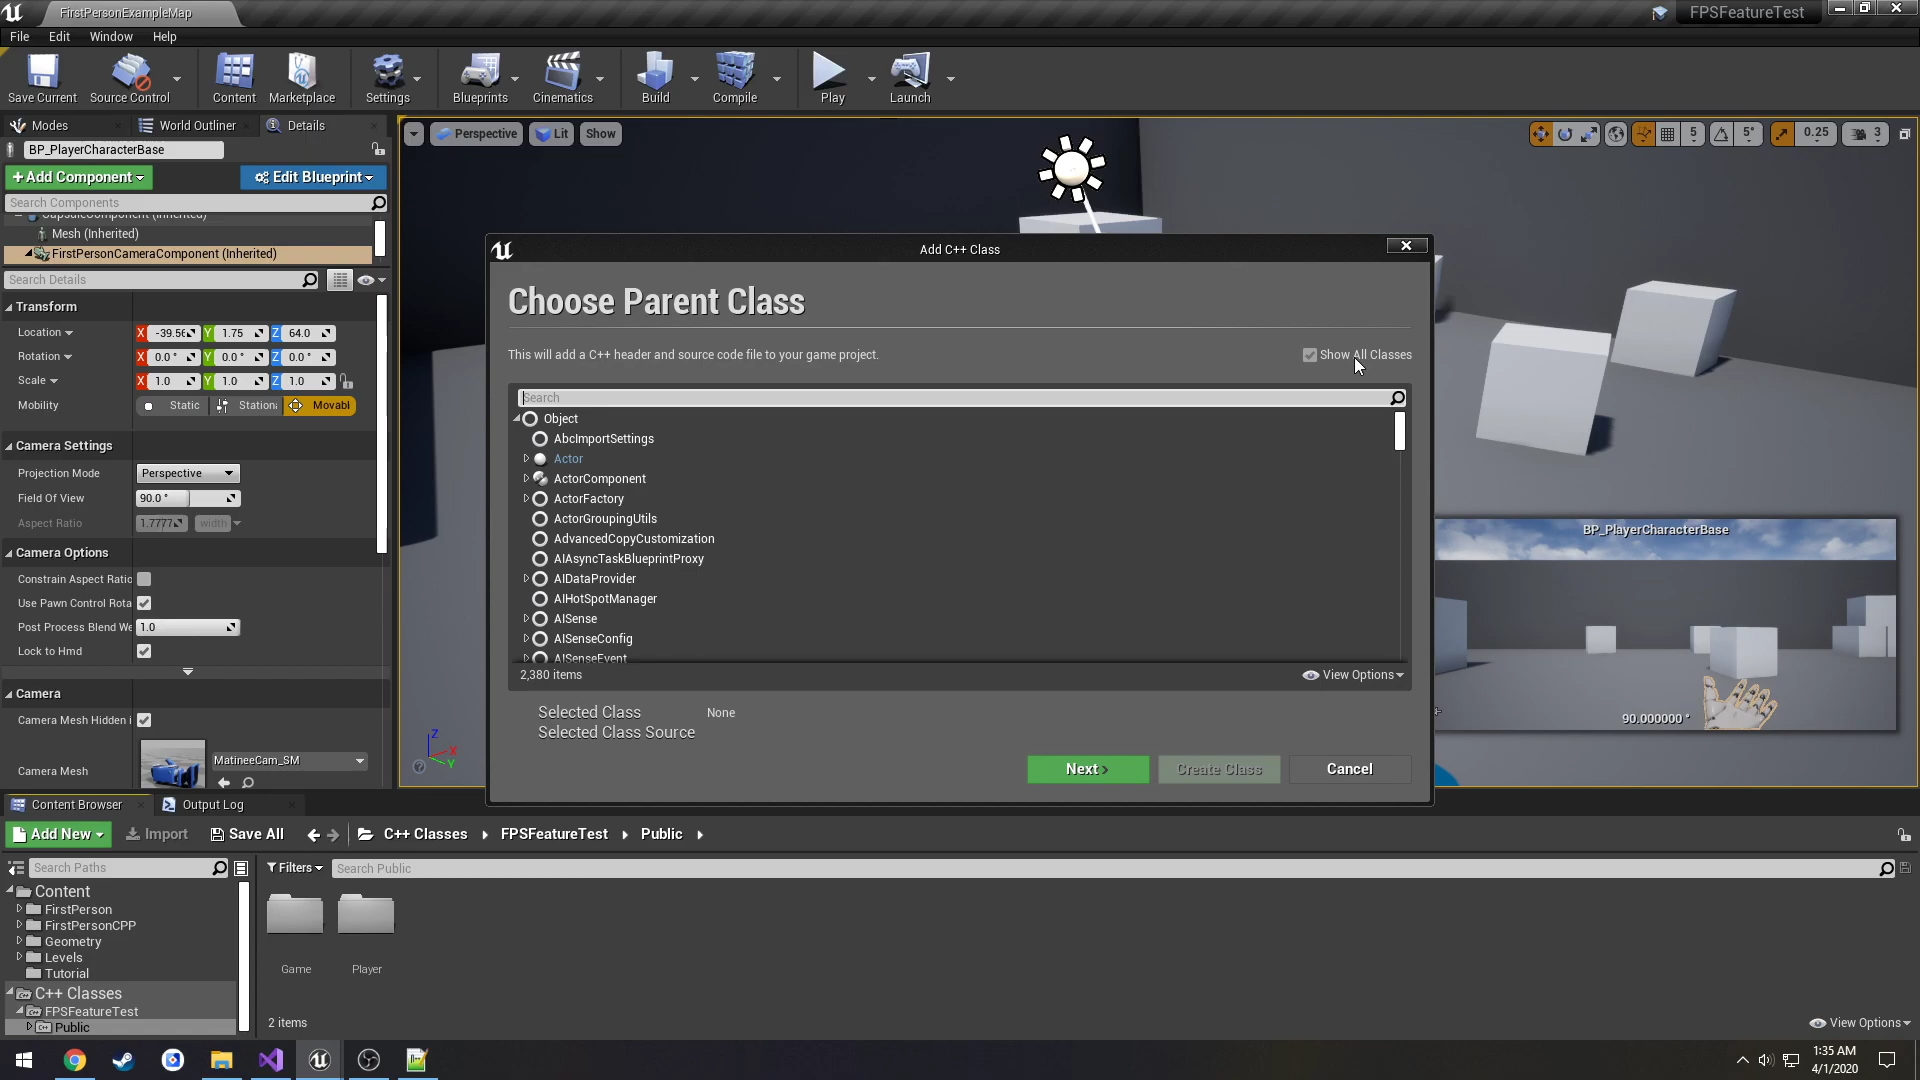 FirstPersonExampleMap
FPSFeatureTest
File Edit Window Help
Save Current
Source Control
Content
Marketplace
Settings
Blueprints
Cinematics
Build
Compile
Play
Launch
Modes
World Outliner
Details
BP_PlayerCharacterBase
+ Add Component
Edit Blueprint
Search Components
CapsuleComponent (Inherited)
Mesh (Inherited)
FirstPersonCameraComponent (Inherited)
Search Details
Transform
Location X -39.56 Y 1.75 Z 64.0
Rotation X 0.0 ° Y 0.0 ° Z 0.0 °
Scale X 1.0 Y 1.0 Z 1.0
Mobility Static Stationa Movabl
Camera Settings
Projection Mode Perspective
Field Of View 90.0 °
Aspect Ratio 1.7777 width
Camera Options
Constrain Aspect Ratio
Use Pawn Control Rota
Post Process Blend We 1.0
Lock to Hmd
Camera
Camera Mesh Hidden i
Camera Mesh
MatineeCam_SM
Perspective
Lit
Show
5
5°
0.25
3
Z
X
Y
Add C++ Class
Choose Parent Class
This will add a C++ header and source code file to your game project.
Show All Classes
Search
Object
AbcImportSettings
Actor
ActorComponent
ActorFactory
ActorGroupingUtils
AdvancedCopyCustomization
AIAsyncTaskBlueprintProxy
AIDataProvider
AIHotSpotManager
AISense
AISenseConfig
AISenseEvent
2,380 items
View Options
Selected Class None
Selected Class Source
Next
Create Class
Cancel
BP_PlayerCharacterBase
90.000000 °
Content Browser
Output Log
Add New
Import
Save All
C++ Classes
FPSFeatureTest
Public
Search Paths
Filters
Search Public
Content
FirstPerson
FirstPersonCPP
Geometry
Levels
Tutorial
C++ Classes
FPSFeatureTest
Public
Game
Player
2 items
View Options
1:35 AM
4/1/2020